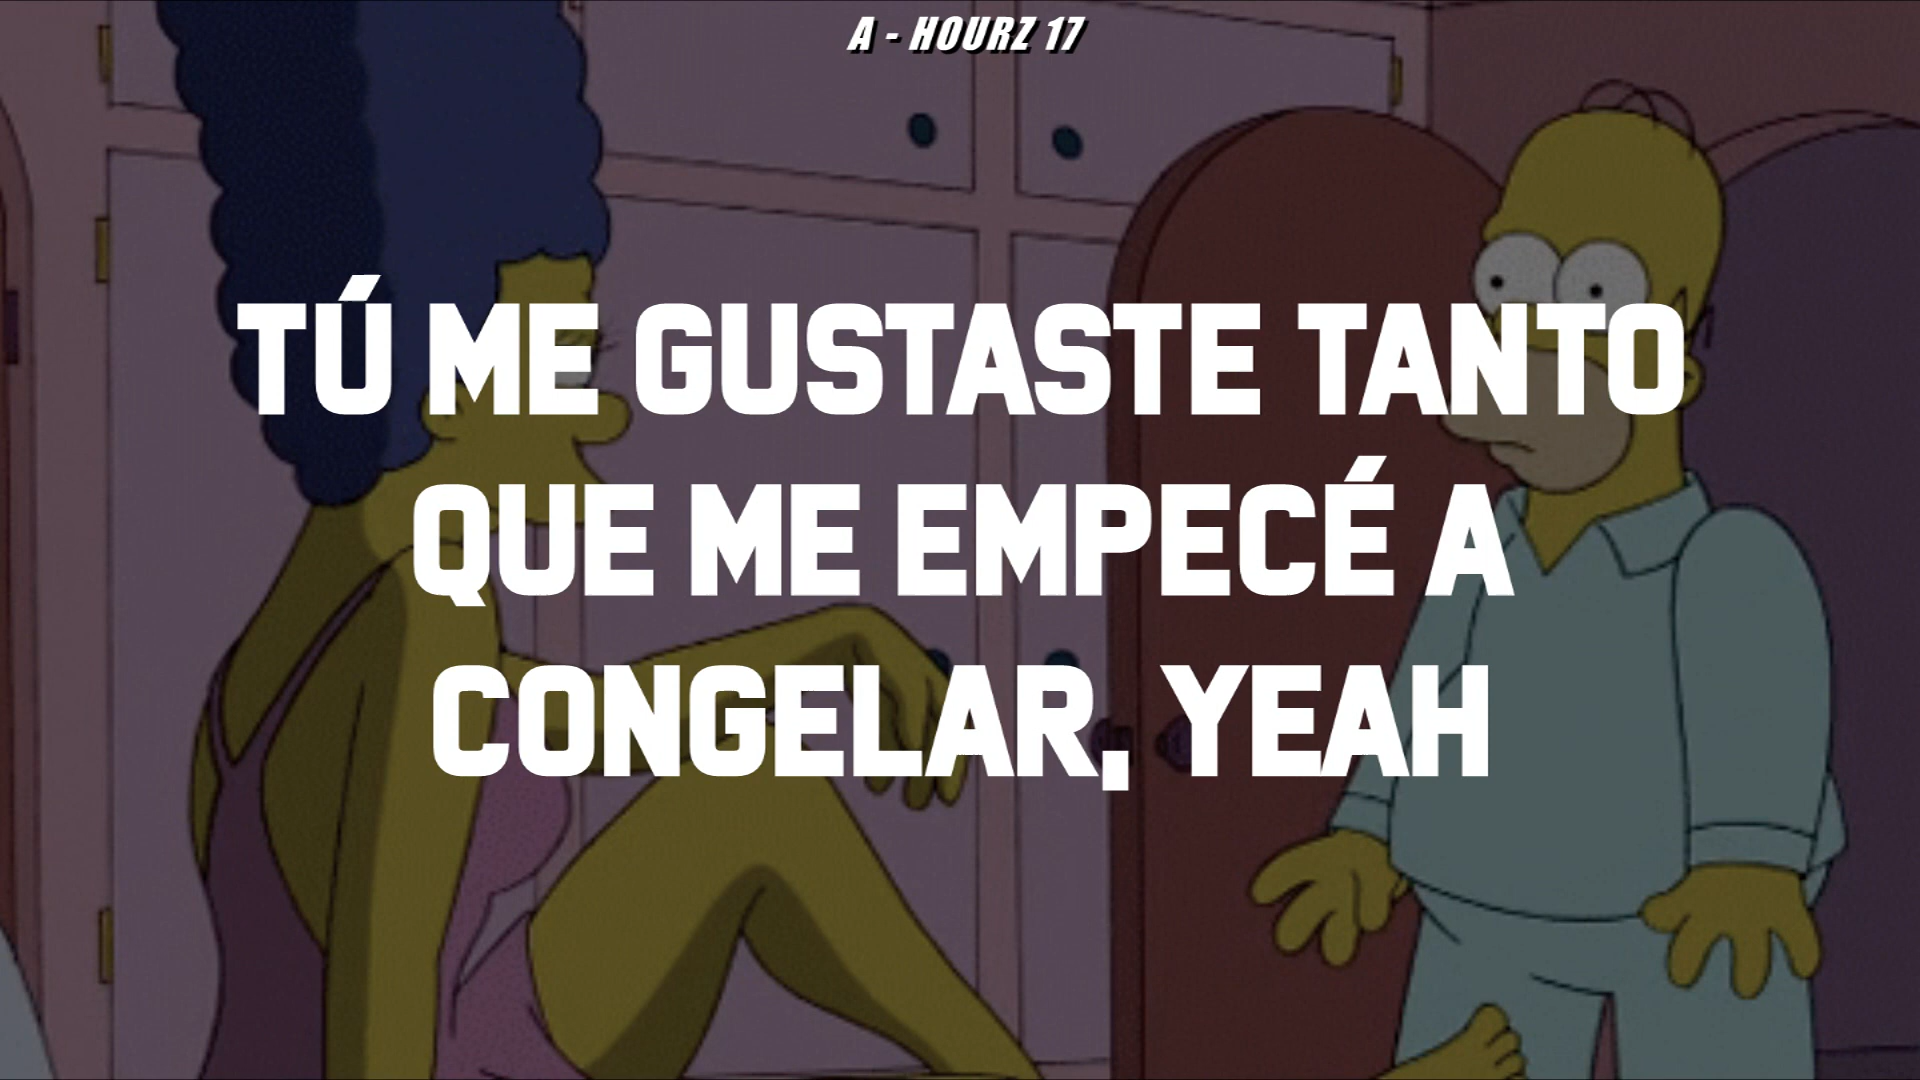 A - HOURZ 17
TÚ ME GUSTASTE TANTO
QUE ME EMPECÉ A
CONGELAR, YEAH